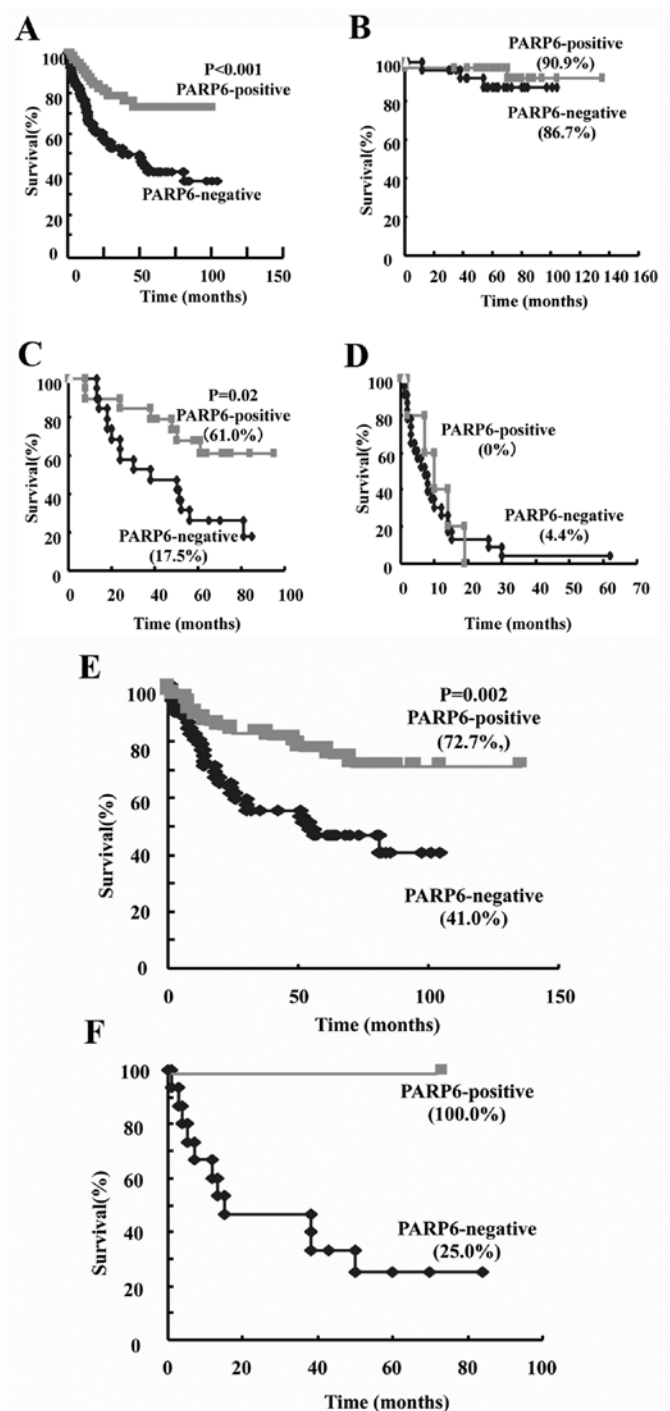 A
100
80
60
40
20
0
Survival(%)
P<0.001
PARP6-positive
PARP6-negative
0 50 100 150
Time (months)
B
100
80
60
40
20
0
Survival(%)
PARP6-positive
(90.9%)
PARP6-negative
(86.7%)
0 20 40 60 80 100 120 140 160
Time (months)
C
100
80
60
40
20
0
Survival(%)
P=0.02
PARP6-positive
(61.0%)
PARP6-negative
(17.5%)
0 20 40 60 80 100
Time (months)
D
100
80
60
40
20
0
Survival(%)
PARP6-positive
(0%)
PARP6-negative
(4.4%)
0 10 20 30 40 50 60 70
Time (months)
E
100
80
60
40
20
0
Survival(%)
P=0.002
PARP6-positive
(72.7%,)
PARP6-negative
(41.0%)
0 50 100 150
Time (months)
F
100
80
60
40
20
0
Survival(%)
PARP6-positive
(100.0%)
PARP6-negative
(25.0%)
0 20 40 60 80 100
Time (months)